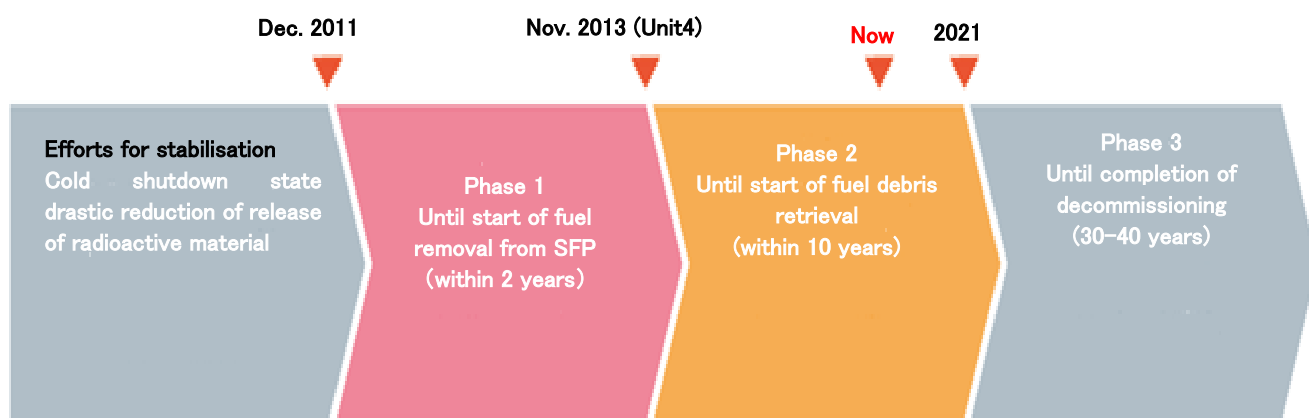 Dec. 2011
Nov. 2013 (Unit4)
Now
2021
Efforts for stabilisation
Cold shutdown state
drastic reduction of release
of radioactive material
Phase 1
Until start of fuel
removal from SFP
(within 2 years)
Phase 2
Until start of fuel debris
retrieval
(within 10 years)
Phase 3
Until completion of
decommissioning
(30-40 years)